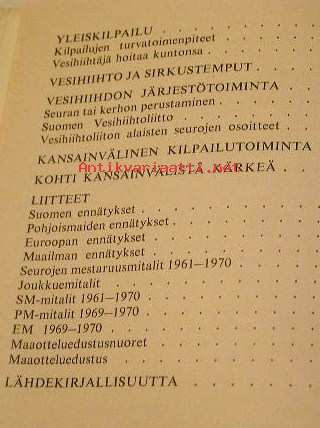 YLEISKILPAILU . . . . . . . . .
Kilpailujen turvatoimenpiteet . . . . . .
Vesihiihtäjä hoitaa kuntonsa . . . . . .
VESIHIIHTO JA SIRKUSTEMPUT . . . .
VESIHIIHDON JÄRJESTÖTOIMINTA . . . .
Seuran tai kerhon perustaminen . . . . .
Suomen Vesihiihtoliitto . . . . . . . .
Vesihiihtoliiton alaisten seurojen osoitteet . .
KANSAINVÄLINEN KILPAILUTOIMINTA
Antikvariaatti.net
KOHTI KANSAINVÄLISTÄ KÄRKEÄ . . .
LIITTEET
Suomen ennätykset . . . . . . . . .
Pohjoismaiden ennätykset . . . . . . .
Euroopan ennätykset . . . . . . . . .
Maailman ennätykset . . . . . . . . .
Seurojen mestaruusmitalit 1961—1970 . . .
Joukkuemitalit . . . . . . . . . .
SM-mitalit 1961—1970 . . . . . . . .
PM-mitalit 1969—1970 . . . . . . . .
EM 1969—1970 . . . . . . . . . .
Maaotteluedustusnuoret . . . . . . . .
Maaotteluedustus . . . . . . . . .
LÄHDEKIRJALLISUUTTA . . . . . .